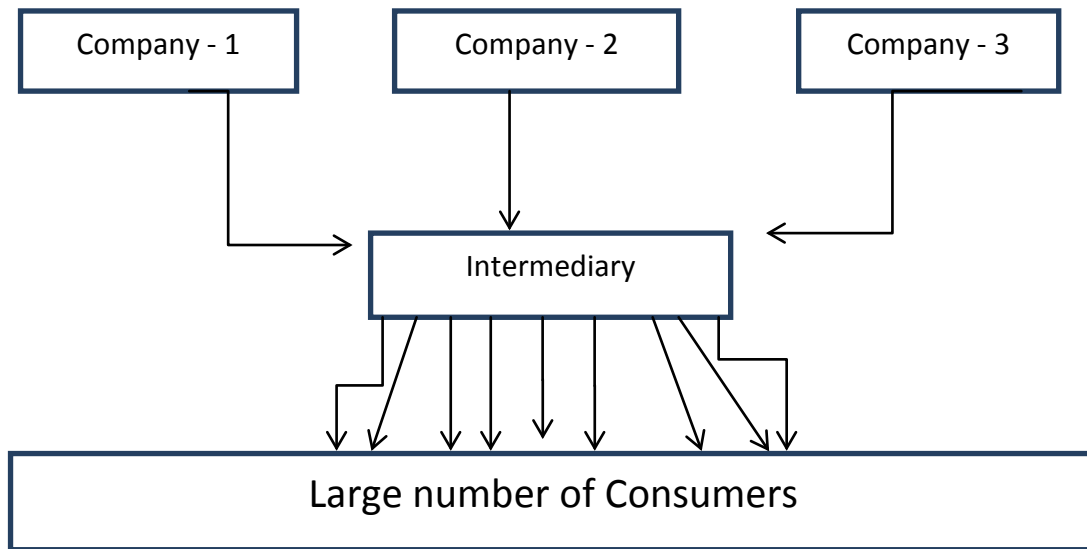 Company - 1
Company - 2
Company - 3
Intermediary
Large number of Consumers